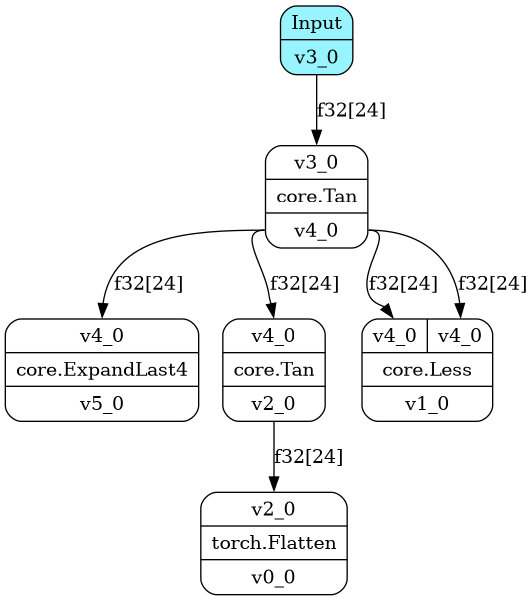 Input
v3_0
f32[24]
v3_0
core.Tan
v4_0
f32[24] f32[24] f32[24] f32[24]
v4_0 v4_0 v4_0 v4_0
core.ExpandLast4 core.Tan core.Less
v5_0 v2_0 v1_0
f32[24]
v2_0
torch.Flatten
v0_0